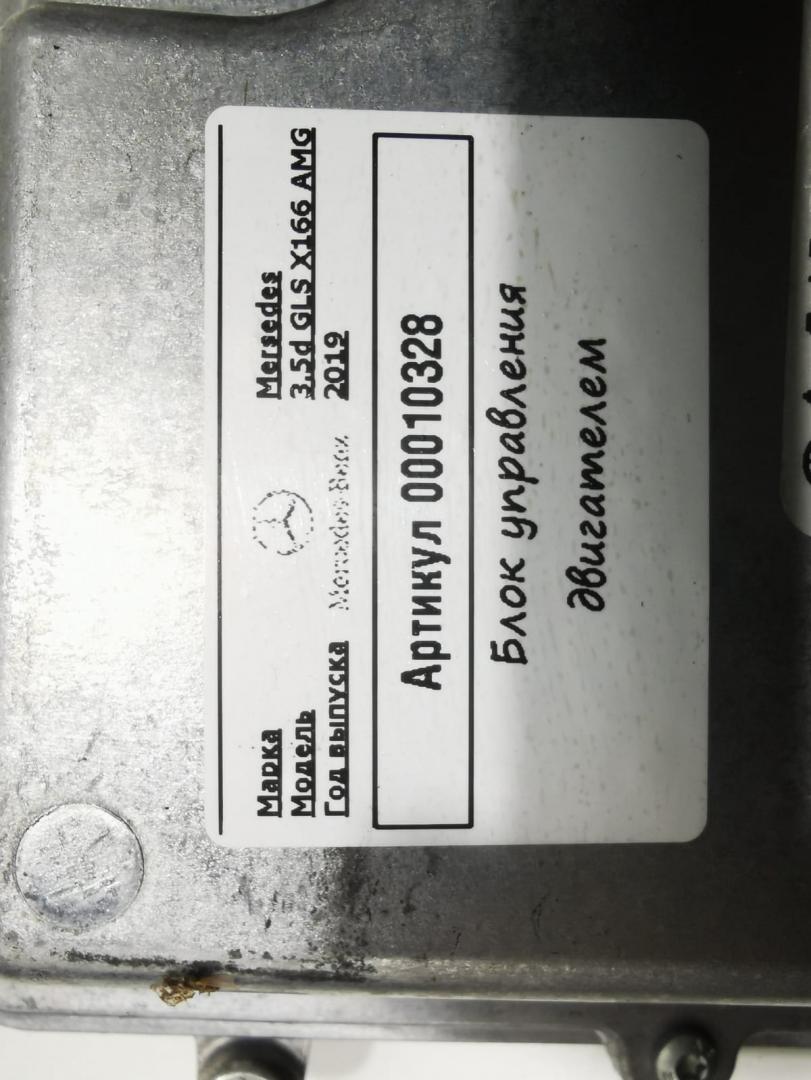 Марка Mersedes
Модель 3.5d GLS X166 AMG
Год выпуска 2019
Mercedes-Benz
Артикул 00010328
Блок управления
двигателем